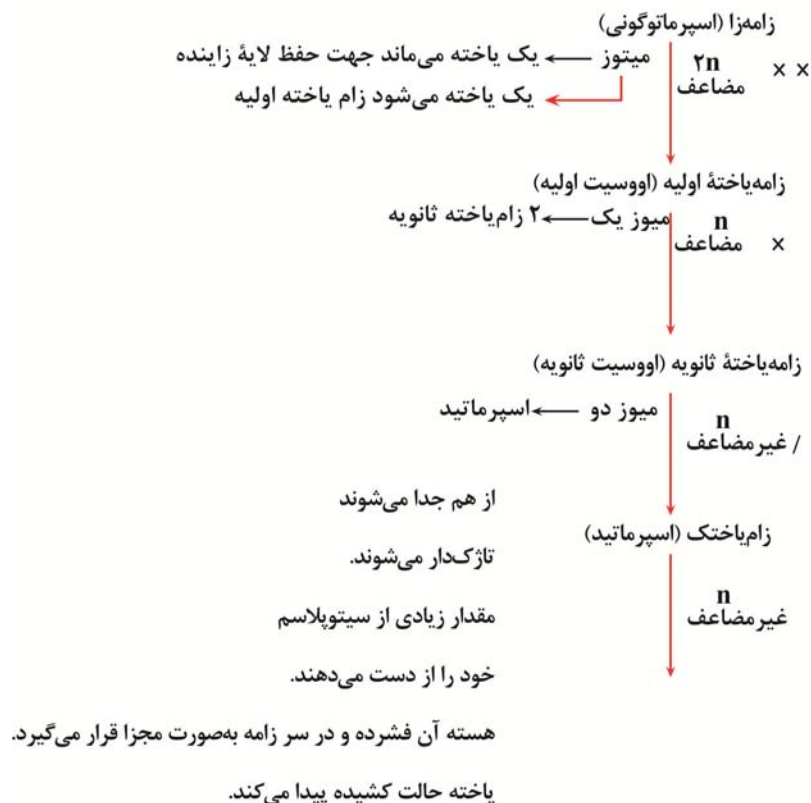 زامه‌زا (اسپرماتوگونی)
میتوز ← یک یاخته می‌ماند جهت حفظ لایهٔ زاینده
۲n
مضاعف
× ×
یک یاخته می‌شود زام یاخته اولیه
زامه‌یاختهٔ اولیه (اووسیت اولیه)
میوز یک ← ۲ زام‌یاخته ثانویه
n
مضاعف
×
زامه‌یاختهٔ ثانویه (اووسیت ثانویه)
میوز دو ← اسپرماتید
n
غیرمضاعف
/
از هم جدا می‌شوند
زام‌یاختک (اسپرماتید)
تاژک‌دار می‌شوند.
n
غیرمضاعف
مقدار زیادی از سیتوپلاسم
خود را از دست می‌دهند.
هسته آن فشرده و در سر زامه به‌صورت مجزا قرار می‌گیرد.
یاخته حالت کشیده پیدا می‌کند.